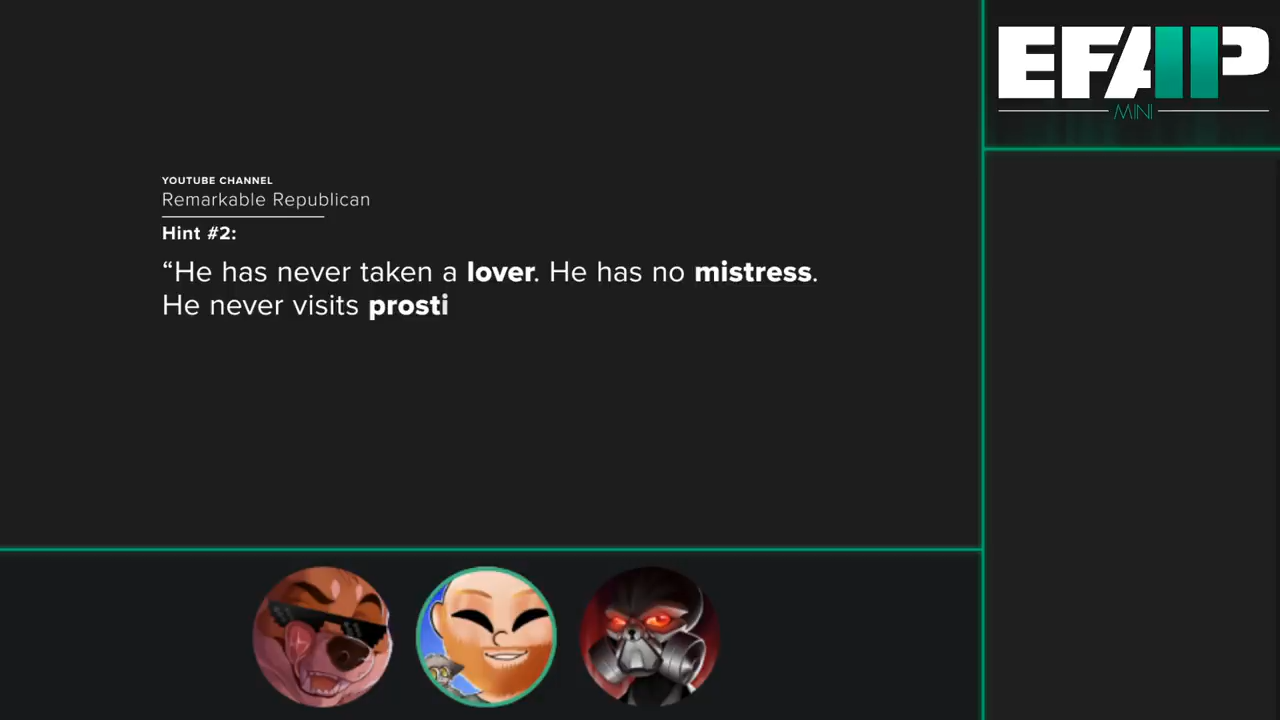 EFAP
MINI
YOUTUBE CHANNEL
Remarkable Republican
Hint #2:
“He has never taken a lover. He has no mistress.
He never visits prosti